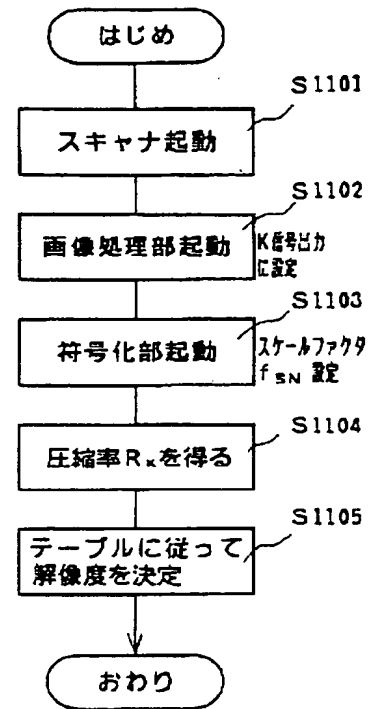 はじめ
S1101
スキャナ起動
S1102
画像処理部起動
K信号出力
に設定
S1103
符号化部起動
スケールファクタ
fSN 設定
S1104
圧縮率RKを得る
S1105
テーブルに従って
解像度を決定
おわり